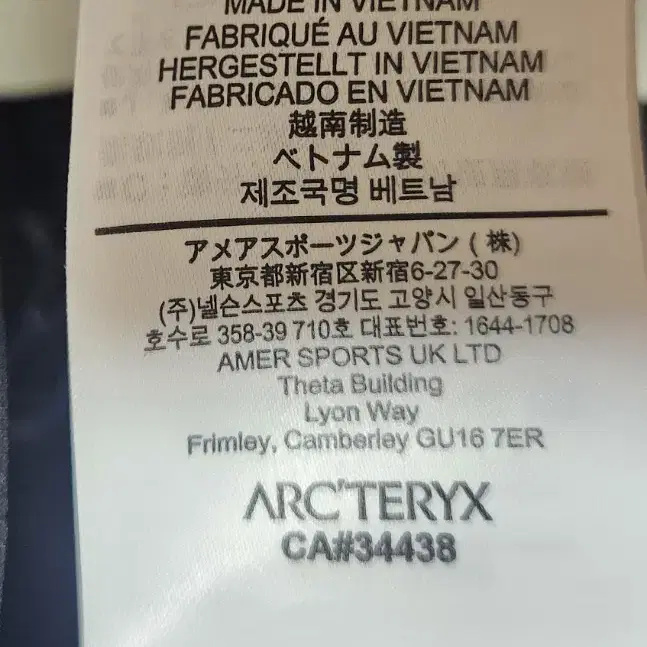 MADE IN VIETNAM
FABRIQUÉ AU VIETNAM
HERGESTELLT IN VIETNAM
FABRICADO EN VIETNAM
越南制造
ベトナム製
제조국명 베트남
アメアスポーツジャパン ( 株)
東京都新宿区新宿6-27-30
(주)넬슨스포츠 경기도 고양시 일산동구
호수로 358-39 710호 대표번호: 1644-1708
AMER SPORTS UK LTD
Theta Building
Lyon Way
Frimley, Camberley GU16 7ER
ARC'TERYX
CA#34438